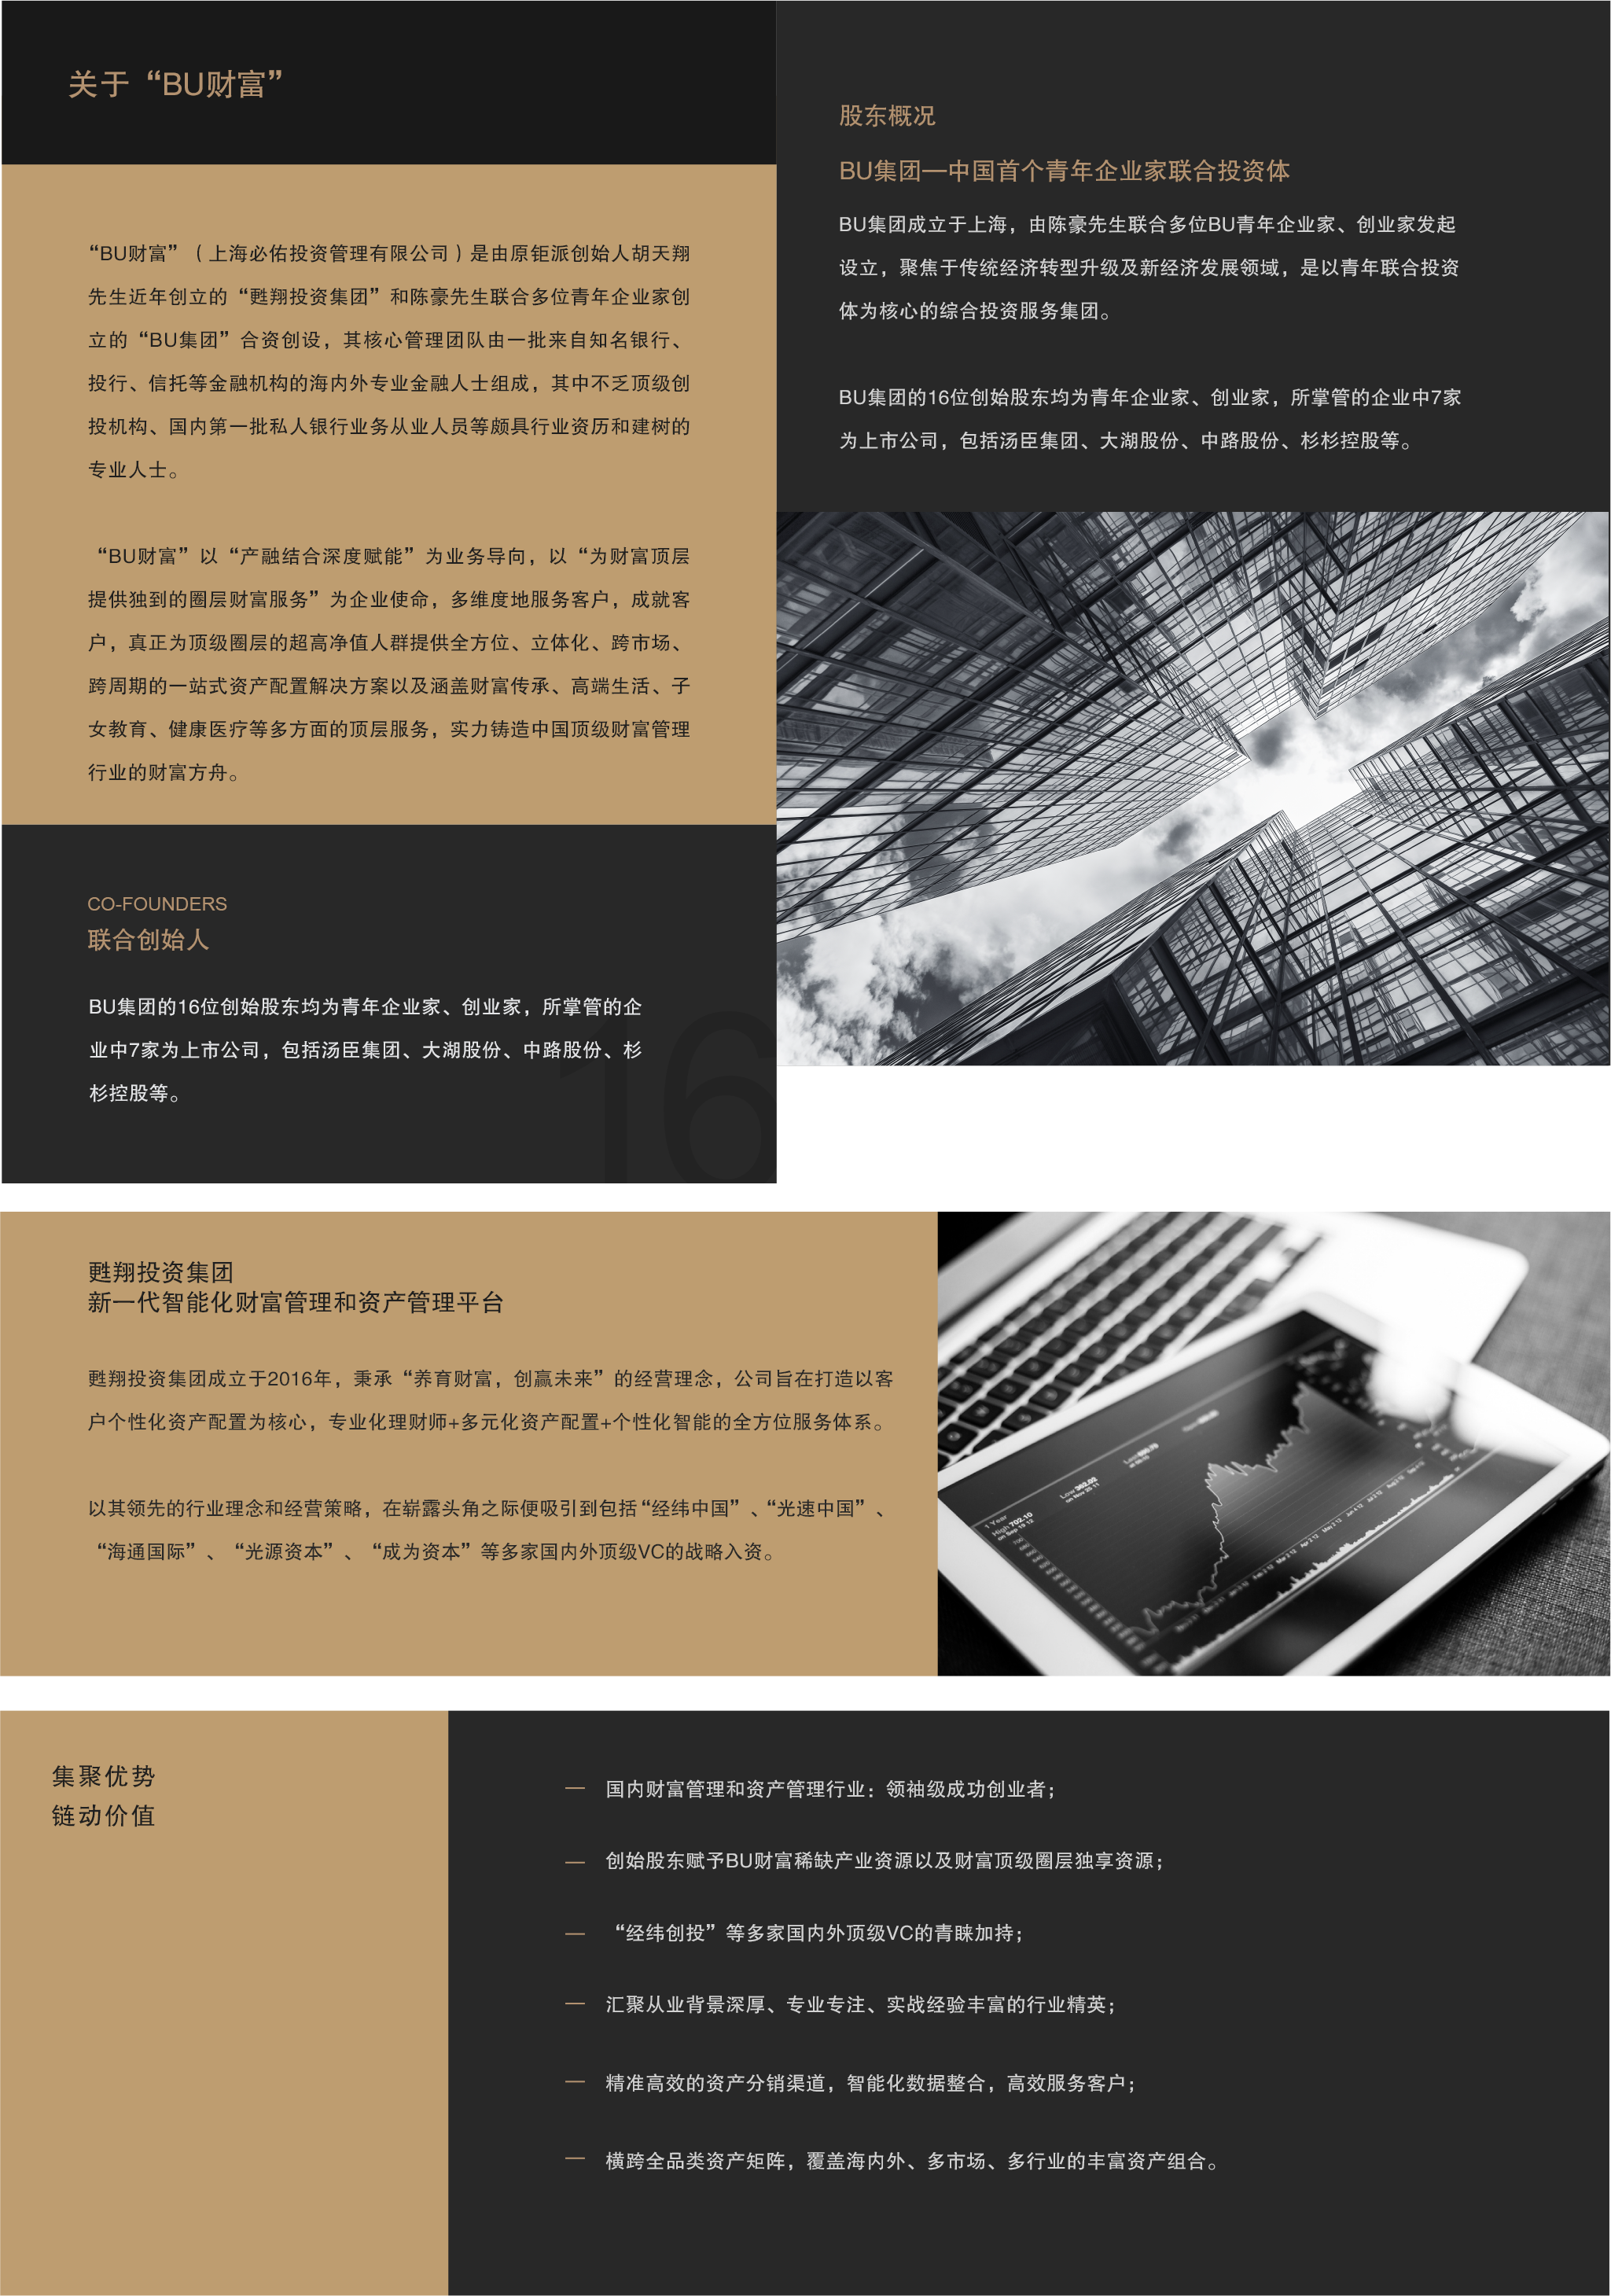 关于“BU财富”
“BU财富”（上海必佑投资管理有限公司）是由原钜派创始人胡天翔
先生近年创立的“甦翔投资集团”和陈豪先生联合多位青年企业家创
立的“BU集团”合资创设，其核心管理团队由一批来自知名银行、
投行、信托等金融机构的海内外专业金融人士组成，其中不乏顶级创
投机构、国内第一批私人银行业务从业人员等颇具行业资历和建树的
专业人士。
“BU财富”以“产融结合深度赋能”为业务导向，以“为财富顶层
提供独到的圈层财富服务”为企业使命，多维度地服务客户，成就客
户，真正为顶级圈层的超高净值人群提供全方位、立体化、跨市场、
跨周期的一站式资产配置解决方案以及涵盖财富传承、高端生活、子
女教育、健康医疗等多方面的顶层服务，实力铸造中国顶级财富管理
行业的财富方舟。
CO-FOUNDERS
联合创始人
BU集团的16位创始股东均为青年企业家、创业家，所掌管的企
业中7家为上市公司，包括汤臣集团、大湖股份、中路股份、杉
杉控股等。
16
股东概况
BU集团—中国首个青年企业家联合投资体
BU集团成立于上海，由陈豪先生联合多位BU青年企业家、创业家发起
设立，聚焦于传统经济转型升级及新经济发展领域，是以青年联合投资
体为核心的综合投资服务集团。
BU集团的16位创始股东均为青年企业家、创业家，所掌管的企业中7家
为上市公司，包括汤臣集团、大湖股份、中路股份、杉杉控股等。
甦翔投资集团
新一代智能化财富管理和资产管理平台
甦翔投资集团成立于2016年，秉承“养育财富，创赢未来”的经营理念，公司旨在打造以客
户个性化资产配置为核心，专业化理财师+多元化资产配置+个性化智能的全方位服务体系。
以其领先的行业理念和经营策略，在崭露头角之际便吸引到包括“经纬中国”、“光速中国”、
“海通国际”、“光源资本”、“成为资本”等多家国内外顶级VC的战略入资。
1 Year
High 702.10
on Sep 19 12
Low 362.02
on Nov 25 11
集聚优势
链动价值
— 国内财富管理和资产管理行业：领袖级成功创业者；
— 创始股东赋予BU财富稀缺产业资源以及财富顶级圈层独享资源；
— “经纬创投”等多家国内外顶级VC的青睐加持；
— 汇聚从业背景深厚、专业专注、实战经验丰富的行业精英；
— 精准高效的资产分销渠道，智能化数据整合，高效服务客户；
— 横跨全品类资产矩阵，覆盖海内外、多市场、多行业的丰富资产组合。